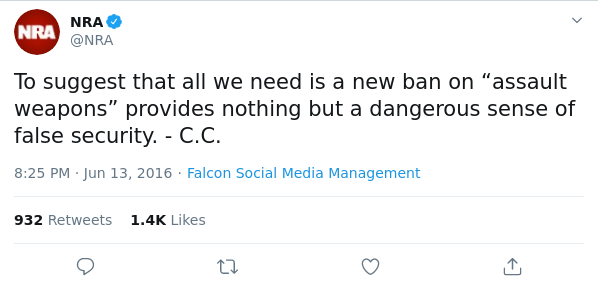 NRA
NRA
@NRA
To suggest that all we need is a new ban on “assault
weapons” provides nothing but a dangerous sense of
false security. - C.C.
8:25 PM · Jun 13, 2016 · Falcon Social Media Management
932 Retweets 1.4K Likes